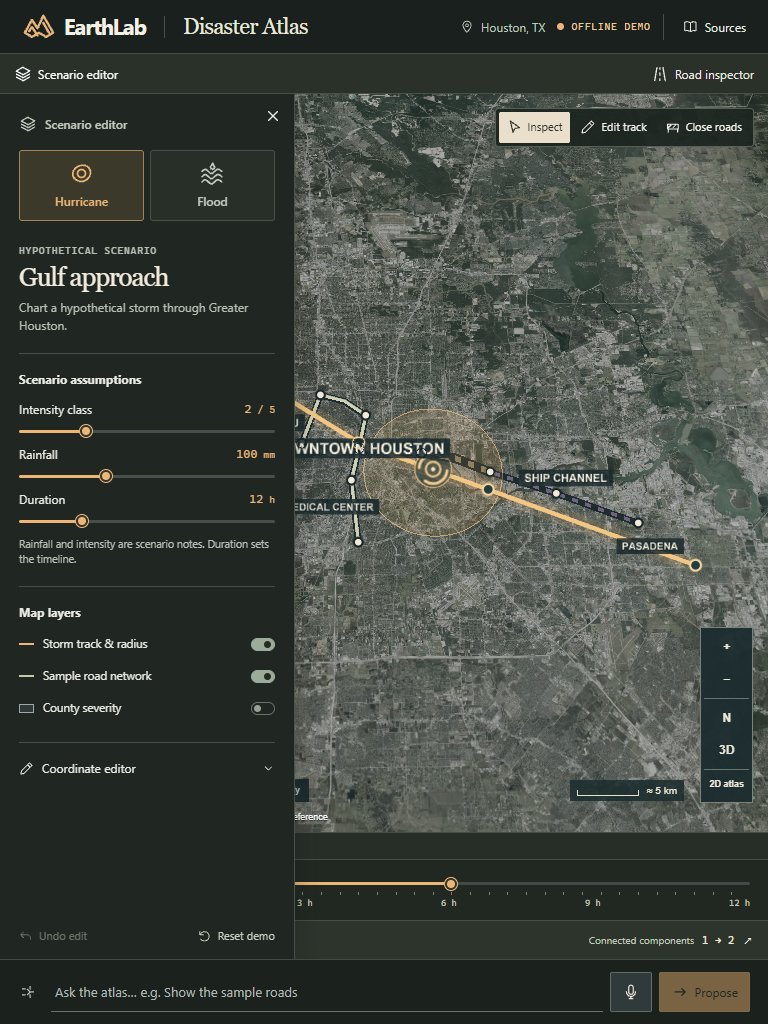 EarthLab
Disaster Atlas
Houston, TX
OFFLINE DEMO
Sources
Scenario editor
Road inspector
Scenario editor
Hurricane
Flood
HYPOTHETICAL SCENARIO
Gulf approach
Chart a hypothetical storm through Greater
Houston.
Scenario assumptions
Intensity class
2 / 5
Rainfall
100 mm
Duration
12 h
Rainfall and intensity are scenario notes. Duration sets
the timeline.
Map layers
Storm track & radius
Sample road network
County severity
Coordinate editor
Undo edit
Reset demo
Inspect
Edit track
Close roads
WNTOWN HOUSTON
SHIP CHANNEL
EDICAL CENTER
PASADENA
+
−
N
3D
2D atlas
≈ 5 km
eference
3 h
6 h
9 h
12 h
Connected components 1 → 2 ↗
Ask the atlas... e.g. Show the sample roads
→ Propose